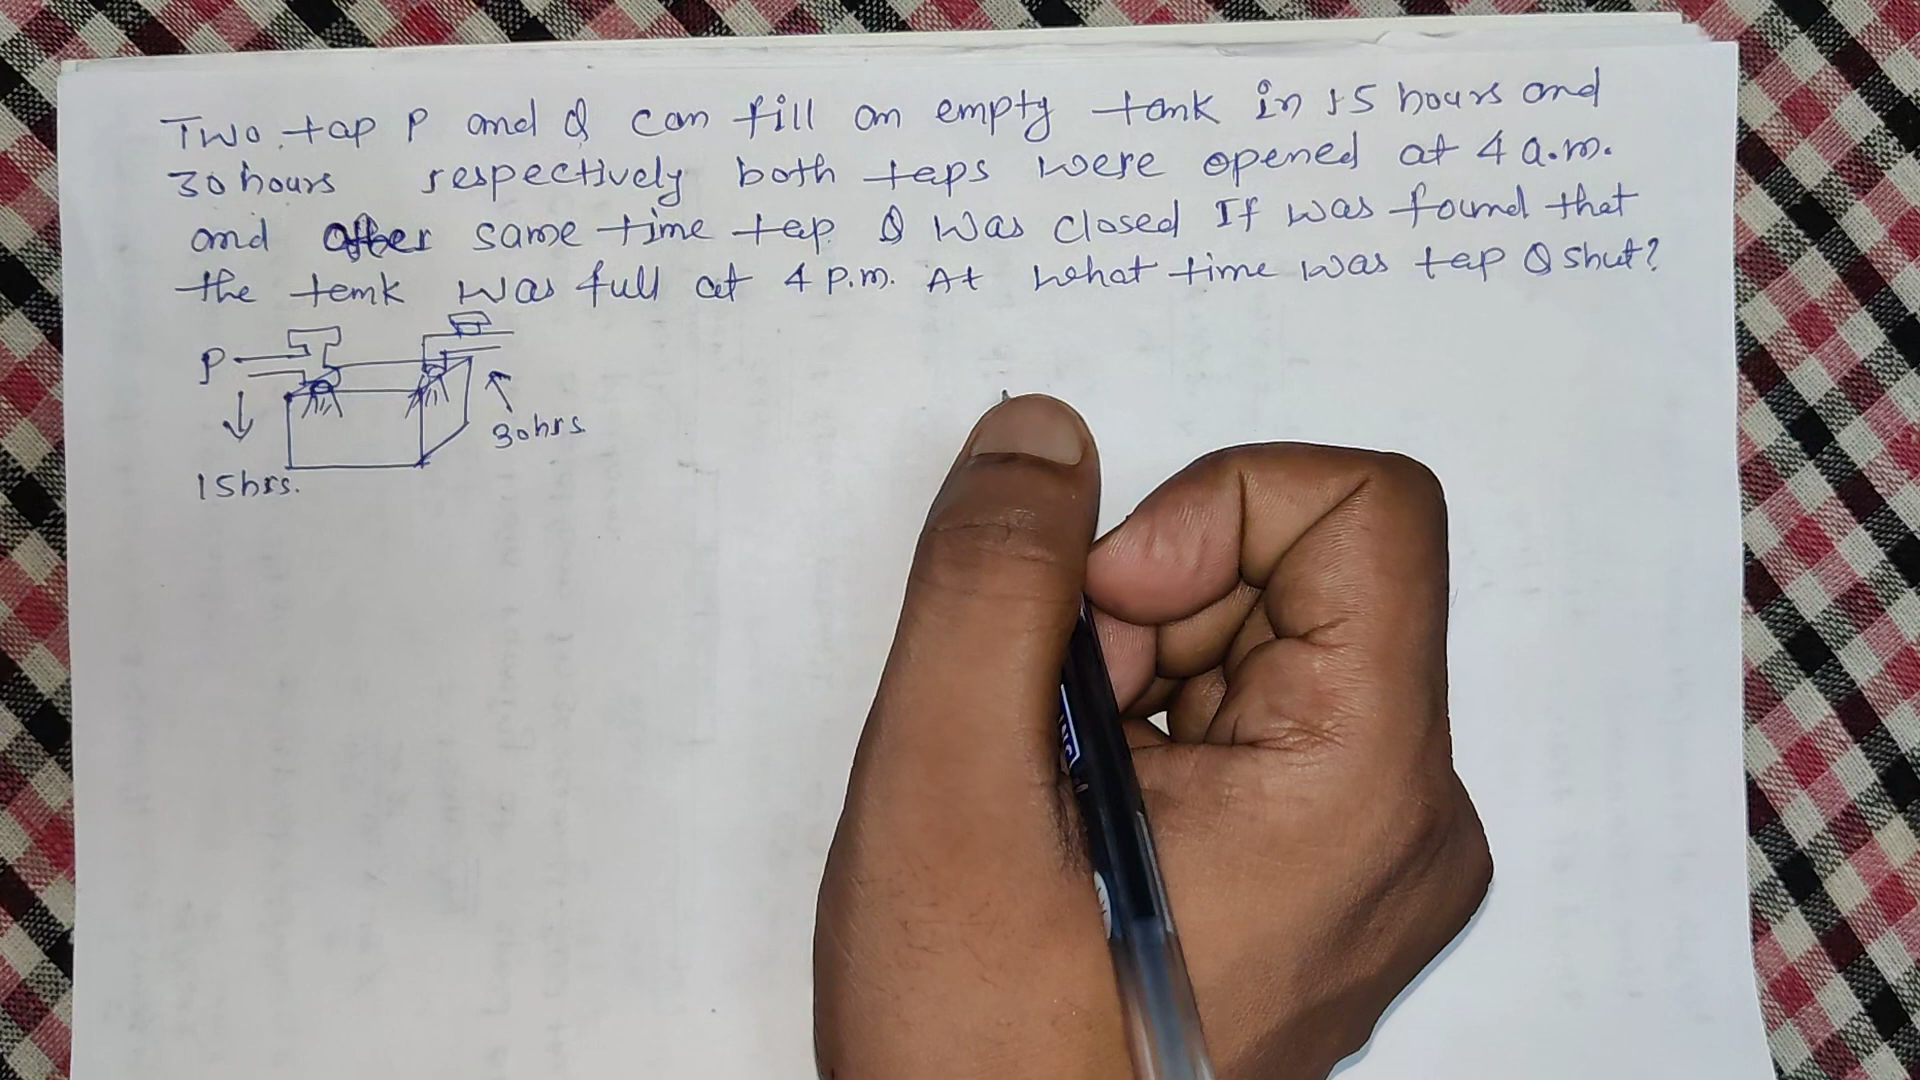 Two tap P and Q can fill an empty tank in 15 hours and
30 hours respectively both taps were opened at 4 a.m.
and after same time tap Q was closed If was found that
the tank was full at 4 p.m. At what time was tap Q shut?
P
30hrs
15hrs.